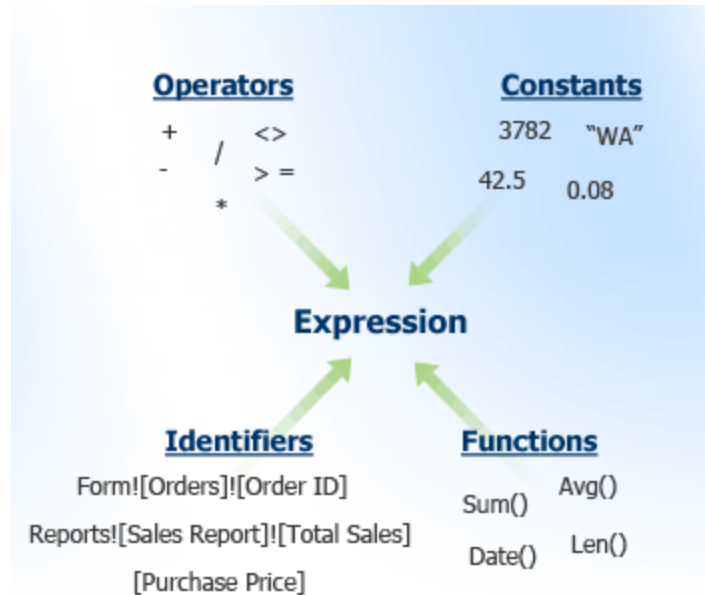 Operators
+ <>
/
- > =
*
Constants
3782 “WA”
42.5 0.08
Expression
Identifiers
Form![Orders]![Order ID]
Reports![Sales Report]![Total Sales]
[Purchase Price]
Functions
Sum() Avg()
Date() Len()